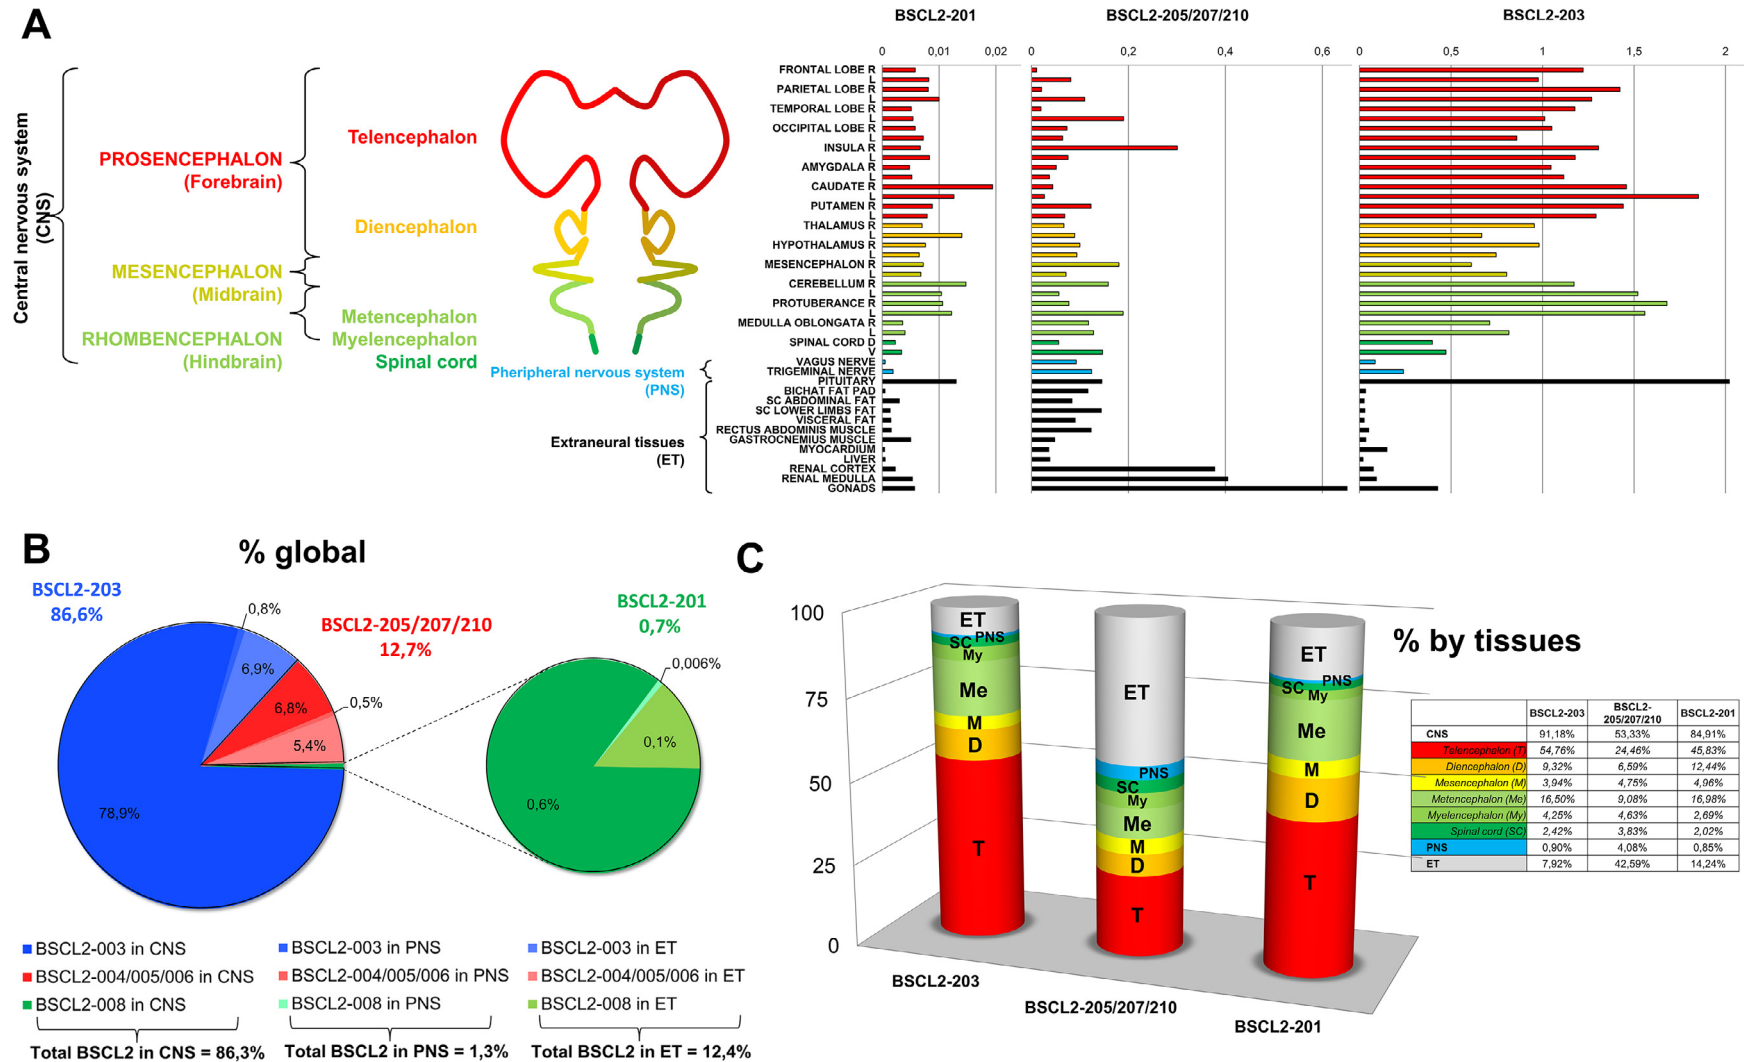 A
BSCL2-201
BSCL2-205/207/210
BSCL2-203
0
0,01
0,02
0
0,2
0,4
0,6
0
0,5
1
1,5
2
Central nervous system
(CNS)
PROSENCEPHALON
(Forebrain)
MESENCEPHALON
(Midbrain)
RHOMBENCEPHALON
(Hindbrain)
Telencephalon
Diencephalon
Metencephalon
Myelencephalon
Spinal cord
Pheripheral nervous system
(PNS)
Extraneural tissues
(ET)
FRONTAL LOBE R
L
PARIETAL LOBE R
L
TEMPORAL LOBE R
L
OCCIPITAL LOBE R
L
INSULA R
L
AMYGDALA R
L
CAUDATE R
L
PUTAMEN R
L
THALAMUS R
L
HYPOTHALAMUS R
L
MESENCEPHALON R
L
CEREBELLUM R
L
PROTUBERANCE R
L
MEDULLA OBLONGATA R
L
SPINAL CORD D
V
VAGUS NERVE
TRIGEMINAL NERVE
PITUITARY
BICHAT FAT PAD
SC ABDOMINAL FAT
SC LOWER LIMBS FAT
VISCERAL FAT
RECTUS ABDOMINIS MUSCLE
GASTROCNEMIUS MUSCLE
MYOCARDIUM
LIVER
RENAL CORTEX
RENAL MEDULLA
GONADS
B
% global
BSCL2-203
86,6%
0,8%
6,9%
BSCL2-205/207/210
12,7%
6,8%
0,5%
5,4%
78,9%
BSCL2-201
0,7%
0,006%
0,1%
0,6%
BSCL2-003 in CNS
BSCL2-003 in PNS
BSCL2-003 in ET
BSCL2-004/005/006 in CNS
BSCL2-004/005/006 in PNS
BSCL2-004/005/006 in ET
BSCL2-008 in CNS
BSCL2-008 in PNS
BSCL2-008 in ET
Total BSCL2 in CNS = 86,3%
Total BSCL2 in PNS = 1,3%
Total BSCL2 in ET = 12,4%
C
% by tissues
100
75
50
25
0
ET
PNS
SC
My
Me
M
D
T
BSCL2-203
ET
PNS
SC
My
Me
M
D
T
BSCL2-205/207/210
ET
PNS
SC
My
Me
M
D
T
BSCL2-201
BSCL2-203 BSCL2-205/207/210 BSCL2-201
CNS 91,18% 53,33% 84,91%
Telencephelon (T) 54,76% 24,46% 45,83%
Diencephalon (D) 9,32% 6,59% 12,44%
Mesencephalon (M) 3,94% 4,75% 4,96%
Metencephalon (Me) 16,50% 9,08% 16,98%
Myelencephalon (My) 4,25% 4,63% 2,69%
Spinal cord (SC) 2,42% 3,83% 2,02%
PNS 0,90% 4,08% 0,85%
ET 7,92% 42,59% 14,24%